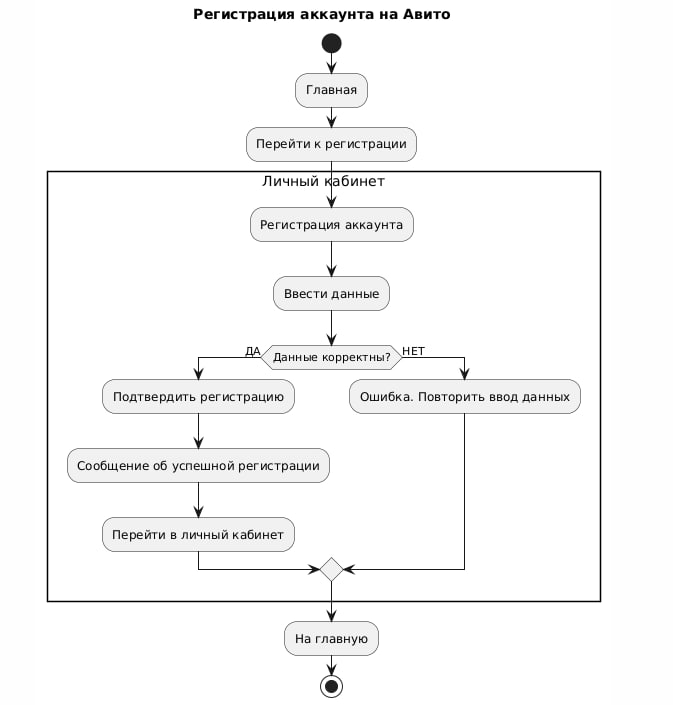 Регистрация аккаунта на Авито
Главная
Перейти к регистрации
Личный кабинет
Регистрация аккаунта
Ввести данные
ДА
Данные корректны?
НЕТ
Подтвердить регистрацию
Ошибка. Повторить ввод данных
Сообщение об успешной регистрации
Перейти в личный кабинет
На главную